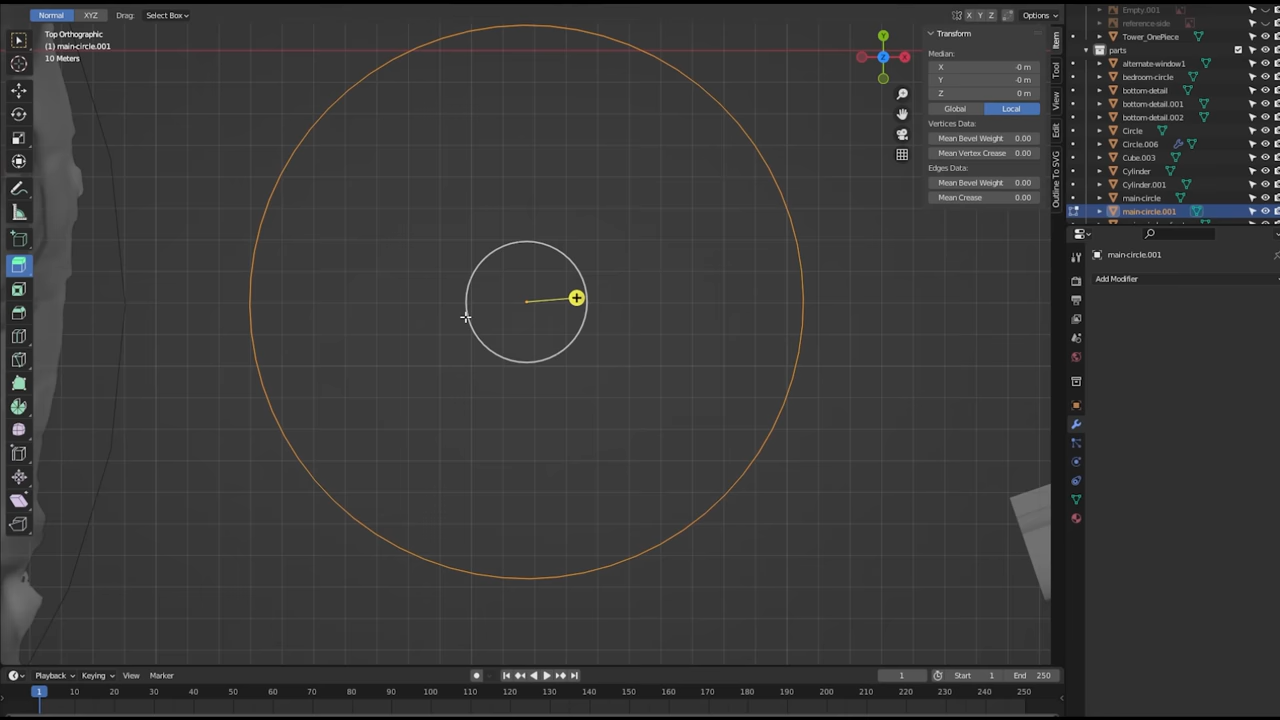 Normal XYZ Drag: Select Box X Y Z Options
Top Orthographic
(1) main-circle.001
10 Meters
Y
Z
X
Transform
Median:
X -0 m
Y -0 m
Z 0 m
Global Local
Vertices Data:
Mean Bevel Weight 0.00
Mean Vertex Crease 0.00
Edges Data:
Mean Bevel Weight 0.00
Mean Crease 0.00
Item
Tool
View
Edit
Outline To SVG
Empty.001
reference-side
Tower_OnePiece
parts
alternate-window1
bedroom-circle
bottom-detail
bottom-detail.001
bottom-detail.002
Circle
Circle.006
Cube.003
Cylinder
Cylinder.001
main-circle
main-circle.001
main-circle.001
Add Modifier
Playback Keying View Marker 1 Start 1 End 250
1 10 20 30 40 50 60 70 80 90 100 110 120 130 140 150 160 170 180 190 200 210 220 230 240 250